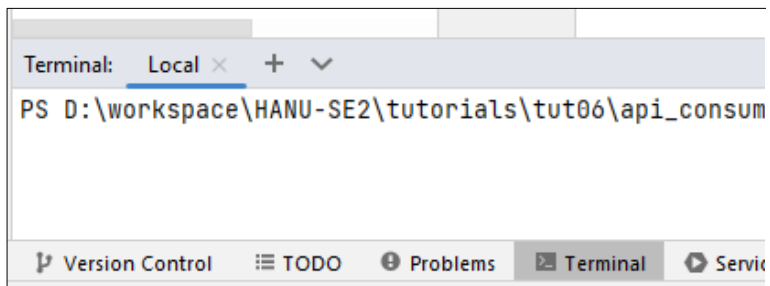 Terminal: Local
PS D:\workspace\HANU-SE2\tutorials\tut06\api_consum
Version Control TODO Problems Terminal Servic